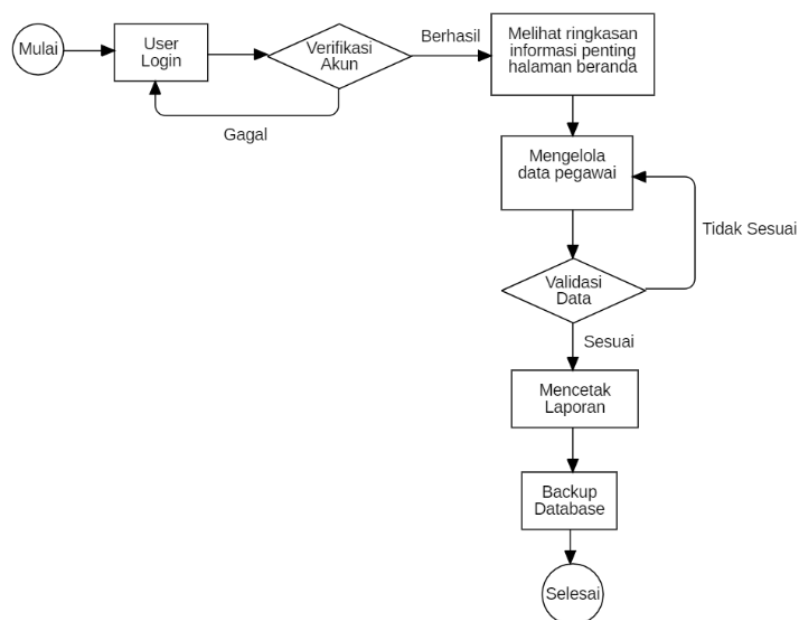 Mulai
User
Login
Verifikasi
Akun
Berhasil
Gagal
Melihat ringkasan
informasi penting
halaman beranda
Mengelola
data pegawai
Tidak Sesuai
Validasi
Data
Sesuai
Mencetak
Laporan
Backup
Database
Selesai